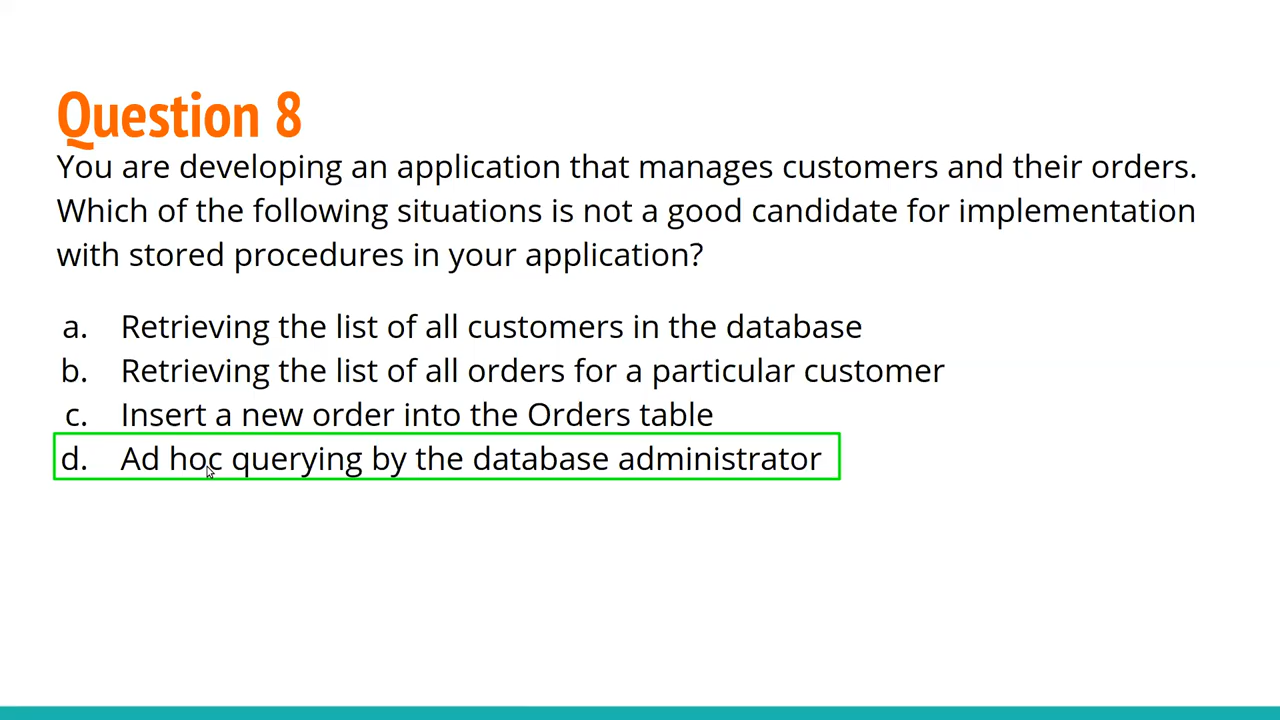 Question 8
You are developing an application that manages customers and their orders.
Which of the following situations is not a good candidate for implementation
with stored procedures in your application?
a. Retrieving the list of all customers in the database
b. Retrieving the list of all orders for a particular customer
c. Insert a new order into the Orders table
d. Ad hoc querying by the database administrator